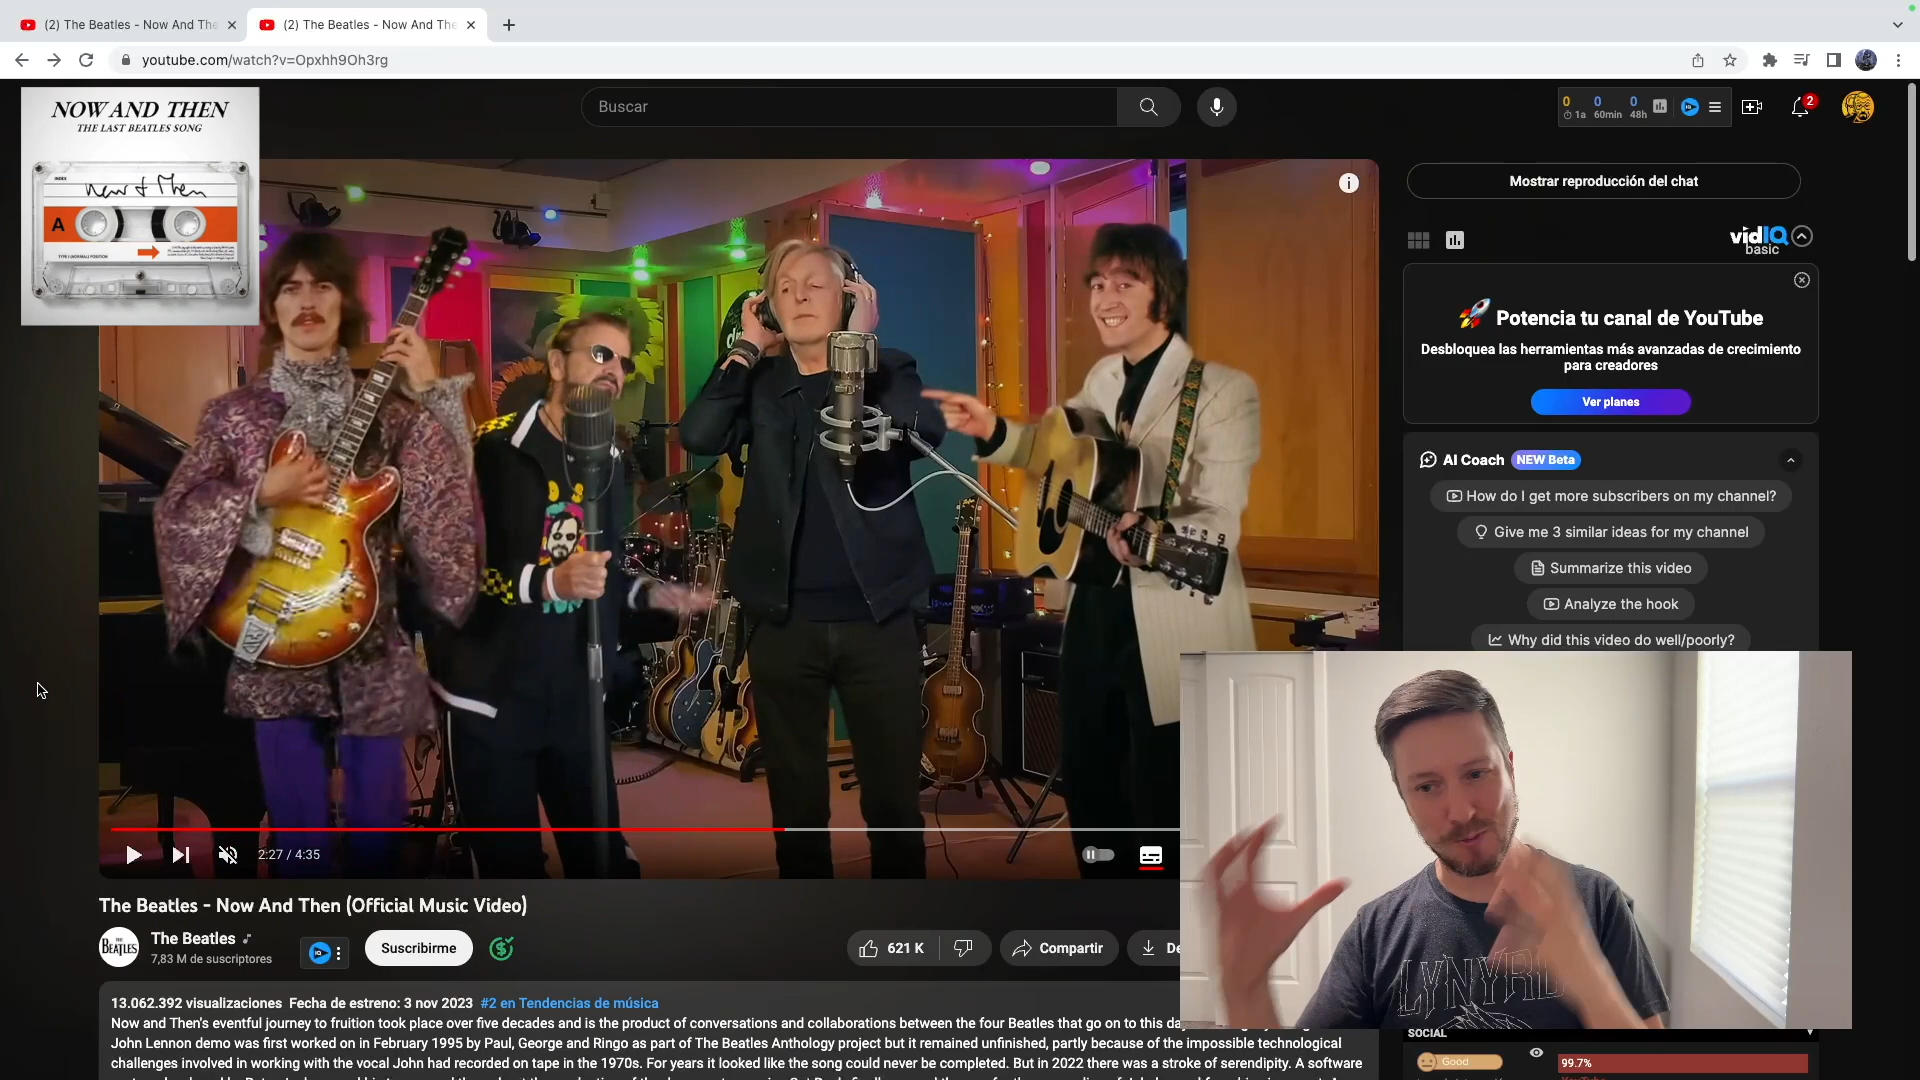 (2) The Beatles - Now And The
(2) The Beatles - Now And The
youtube.com/watch?v=Opxhh9Oh3rg
NOW AND THEN
THE LAST BEATLES SONG
INDEX
Now & Then
A
TYPE I (NORMAL) POSITION
Buscar
0
1a
0
60min
0
48h
2
Mostrar reproducción del chat
vidIQ
basic
Potencia tu canal de YouTube
Desbloquea las herramientas más avanzadas de crecimiento
para creadores
Ver planes
AI Coach NEW Beta
How do I get more subscribers on my channel?
Give me 3 similar ideas for my channel
Summarize this video
Analyze the hook
Why did this video do well/poorly?
2:27 / 4:35
The Beatles - Now And Then (Official Music Video)
THE BEATLES
The Beatles
7,83 M de suscriptores
Suscribirme
621 K
Compartir
De
LYNYRD
13.062.392 visualizaciones Fecha de estreno: 3 nov 2023 #2 en Tendencias de música
Now and Then's eventful journey to fruition took place over five decades and is the product of conversations and collaborations between the four Beatles that go on to this day
John Lennon demo was first worked on in February 1995 by Paul, George and Ringo as part of The Beatles Anthology project but it remained unfinished, partly because of the impossible technological
challenges involved in working with the vocal John had recorded on tape in the 1970s. For years it looked like the song could never be completed. But in 2022 there was a stroke of serendipity. A software
SOCIAL
Good
99.7%